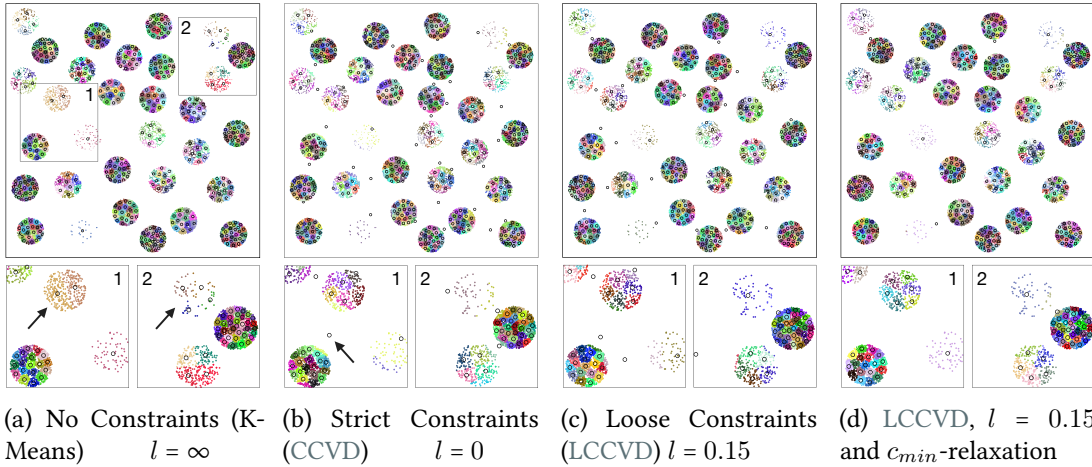 2
1
1 2 1 2 1 2 1 2
(a) No Constraints (K-Means) l = ∞
(b) Strict Constraints (CCVD) l = 0
(c) Loose Constraints (LCCVD) l = 0.15
(d) LCCVD, l = 0.15 and cmin-relaxation